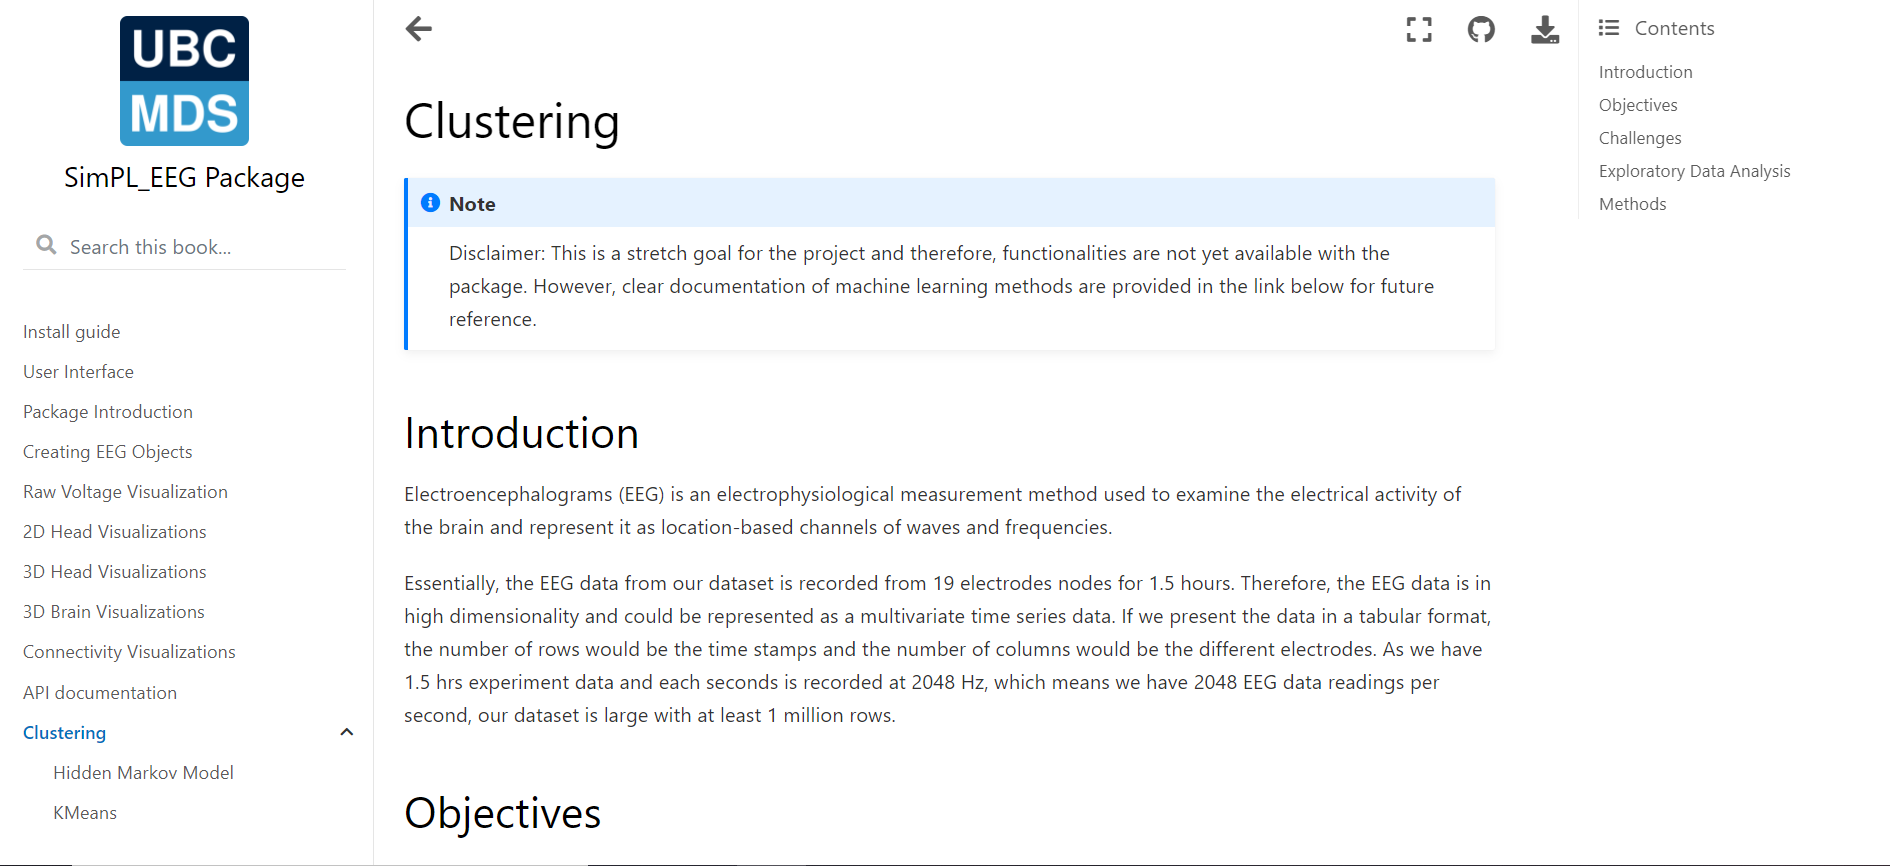 UBC
MDS
SimPL_EEG Package
Search this book...
Install guide
User Interface
Package Introduction
Creating EEG Objects
Raw Voltage Visualization
2D Head Visualizations
3D Head Visualizations
3D Brain Visualizations
Connectivity Visualizations
API documentation
Clustering
Hidden Markov Model
KMeans
Clustering
Note
Disclaimer: This is a stretch goal for the project and therefore, functionalities are not yet available with the
package. However, clear documentation of machine learning methods are provided in the link below for future
reference.
Introduction
Electroencephalograms (EEG) is an electrophysiological measurement method used to examine the electrical activity of
the brain and represent it as location-based channels of waves and frequencies.
Essentially, the EEG data from our dataset is recorded from 19 electrodes nodes for 1.5 hours. Therefore, the EEG data is in
high dimensionality and could be represented as a multivariate time series data. If we present the data in a tabular format,
the number of rows would be the time stamps and the number of columns would be the different electrodes. As we have
1.5 hrs experiment data and each seconds is recorded at 2048 Hz, which means we have 2048 EEG data readings per
second, our dataset is large with at least 1 million rows.
Objectives
Contents
Introduction
Objectives
Challenges
Exploratory Data Analysis
Methods